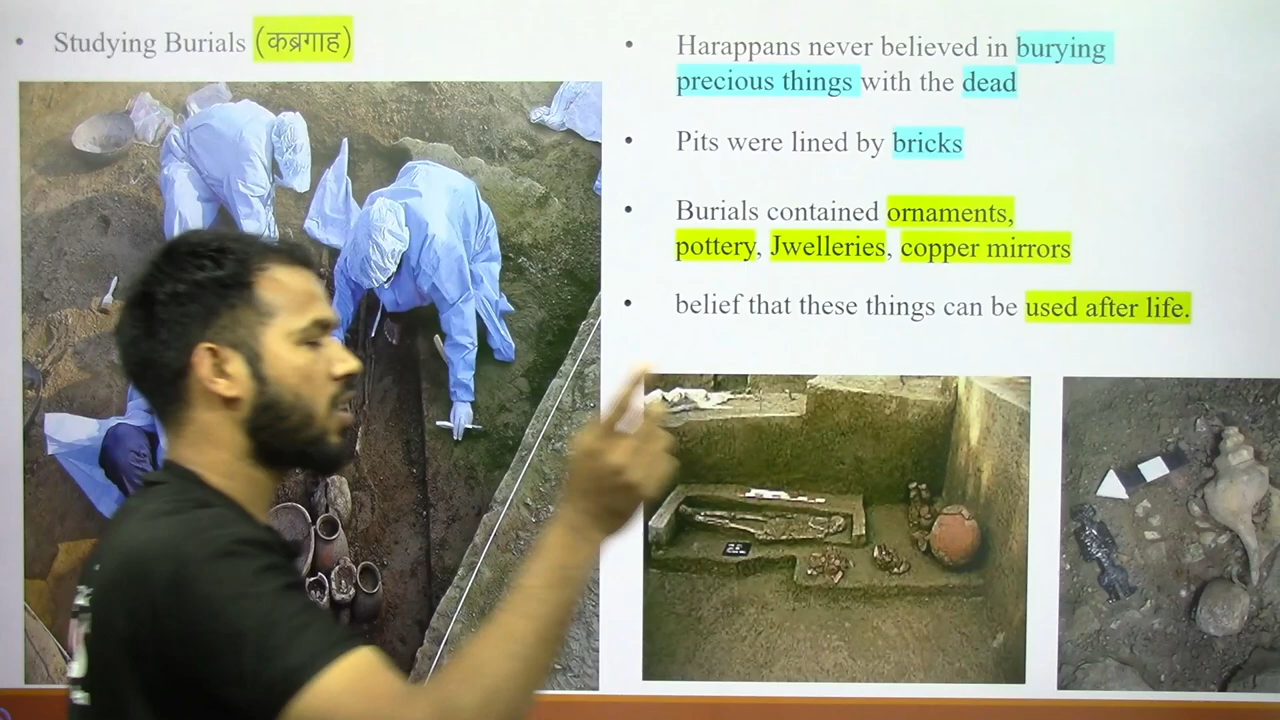 • Studying Burials (कब्रगाह)
• Harappans never believed in burying
precious things with the dead
• Pits were lined by bricks
• Burials contained ornaments,
pottery, Jwelleries, copper mirrors
• belief that these things can be used after life.